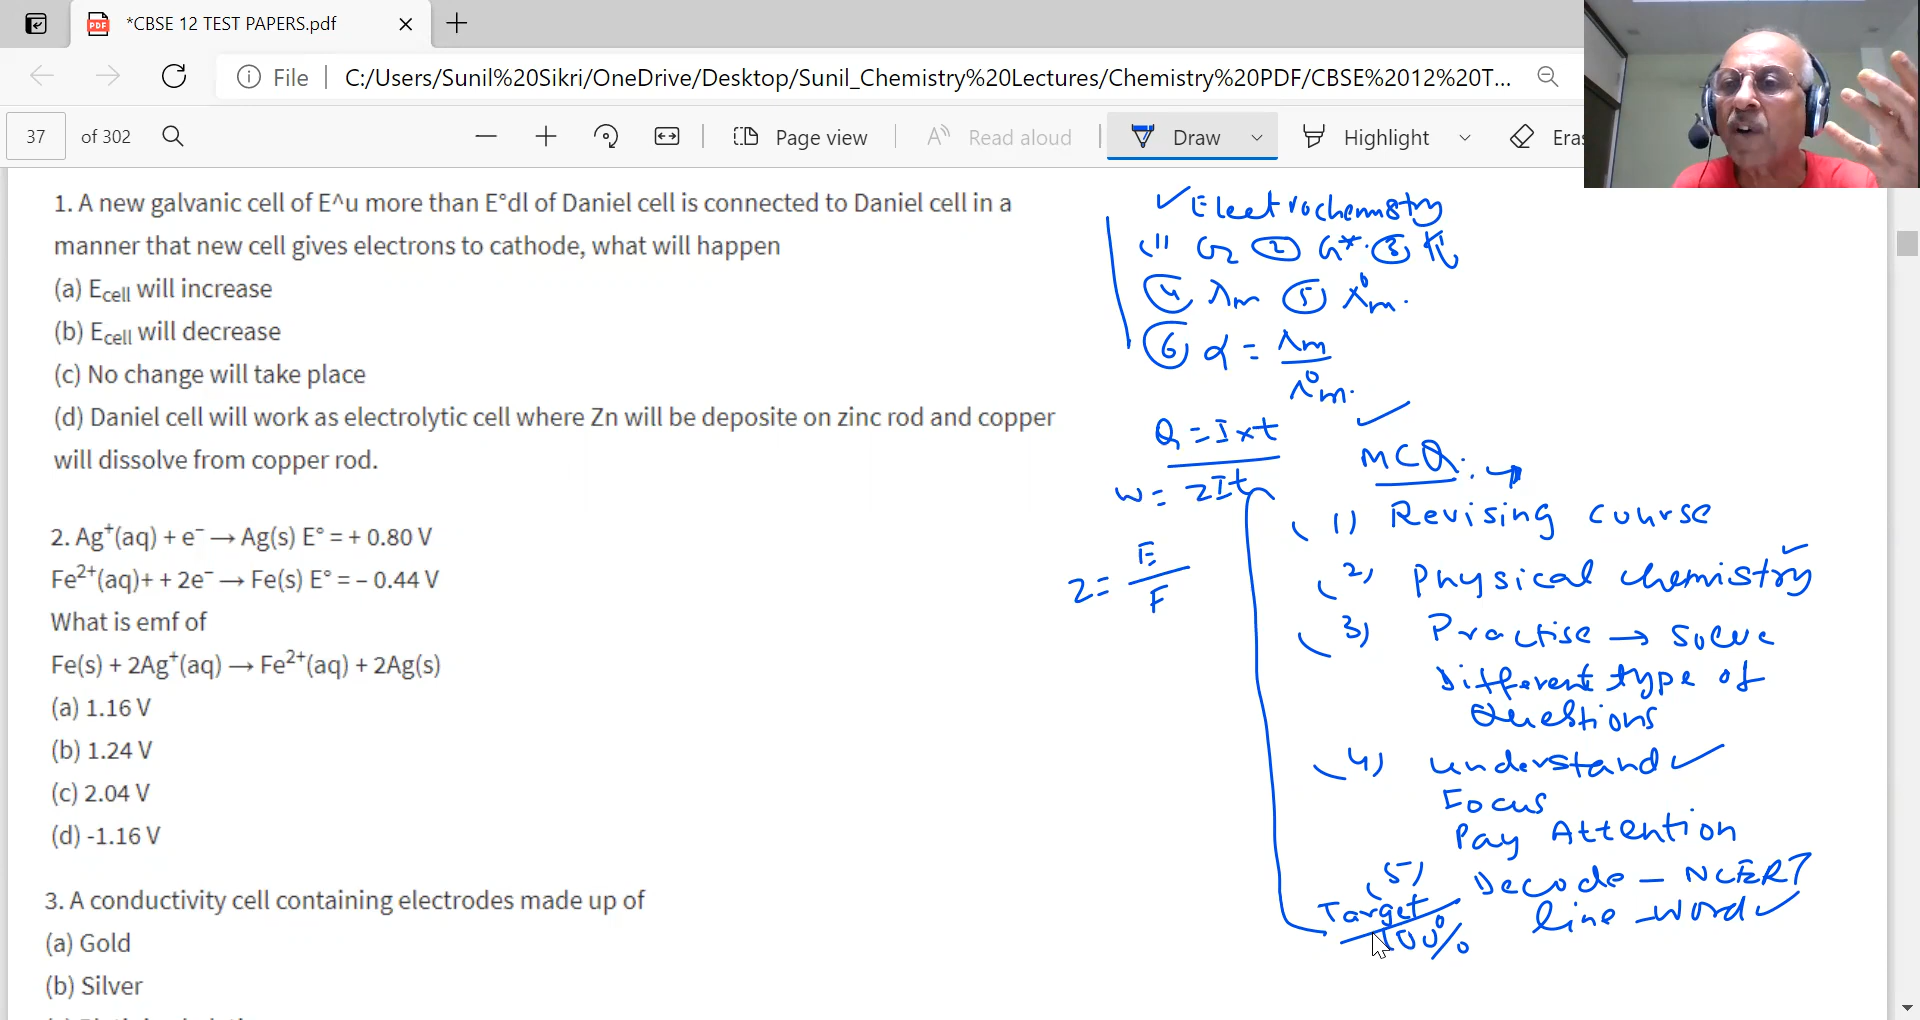 *CBSE 12 TEST PAPERS.pdf
File
C:/Users/Sunil%20Sikri/OneDrive/Desktop/Sunil_Chemistry%20Lectures/Chemistry%20PDF/CBSE%2012%20T...
37 of 302
Page view
Read aloud
Draw
Highlight
Eras
1. A new galvanic cell of E^u more than E°dl of Daniel cell is connected to Daniel cell in a
manner that new cell gives electrons to cathode, what will happen
(a) Ecell will increase
(b) Ecell will decrease
(c) No change will take place
(d) Daniel cell will work as electrolytic cell where Zn will be deposite on zinc rod and copper
will dissolve from copper rod.
2. Ag⁺(aq) + e⁻ → Ag(s) E° = + 0.80 V
Fe²⁺(aq)+ + 2e⁻ → Fe(s) E° = – 0.44 V
What is emf of
Fe(s) + 2Ag⁺(aq) → Fe²⁺(aq) + 2Ag(s)
(a) 1.16 V
(b) 1.24 V
(c) 2.04 V
(d) -1.16 V
3. A conductivity cell containing electrodes made up of
(a) Gold
(b) Silver
✓ Electrochemistry
(1) G ② G* ③ K
④ λm ⑤ λ°m.
⑥ α = λm
λ°m.
Q = I×t
w = ZIt
Z = E
F
MCQ.
(1) Revising course
(2) Physical chemistry ✓
(3) Practise → solve
Different type of
Questions
(4) understand ✓
Focus
Pay Attention
(5) Decode – NCERT
line – word ✓
Target
100%